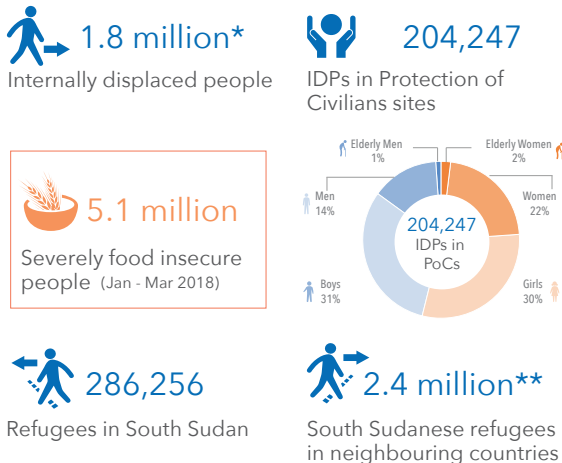 1.8 million*
Internally displaced people
204,247
IDPs in Protection of
Civilians sites
5.1 million
Severely food insecure
people (Jan - Mar 2018)
Elderly Men
1%
Elderly Women
2%
Men
14%
Women
22%
204,247
IDPs in
PoCs
Boys
31%
Girls
30%
286,256
Refugees in South Sudan
2.4 million**
South Sudanese refugees
in neighbouring countries